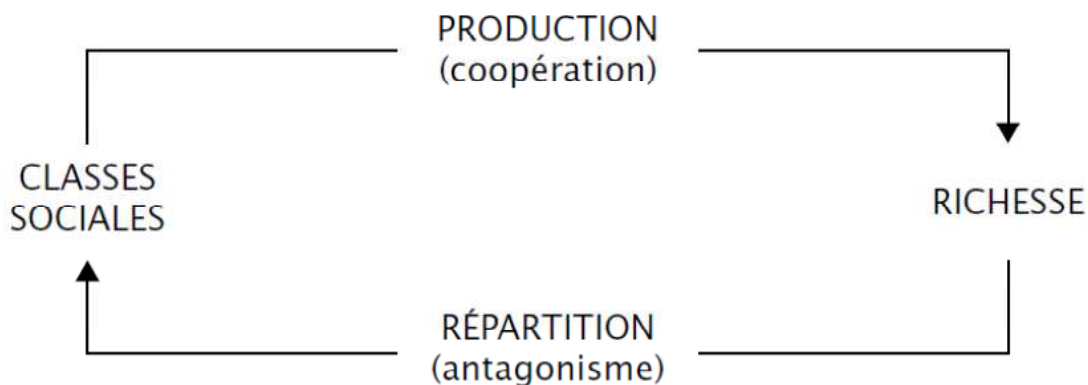 PRODUCTION
(coopération)
CLASSES
SOCIALES
RICHESSE
RÉPARTITION
(antagonisme)